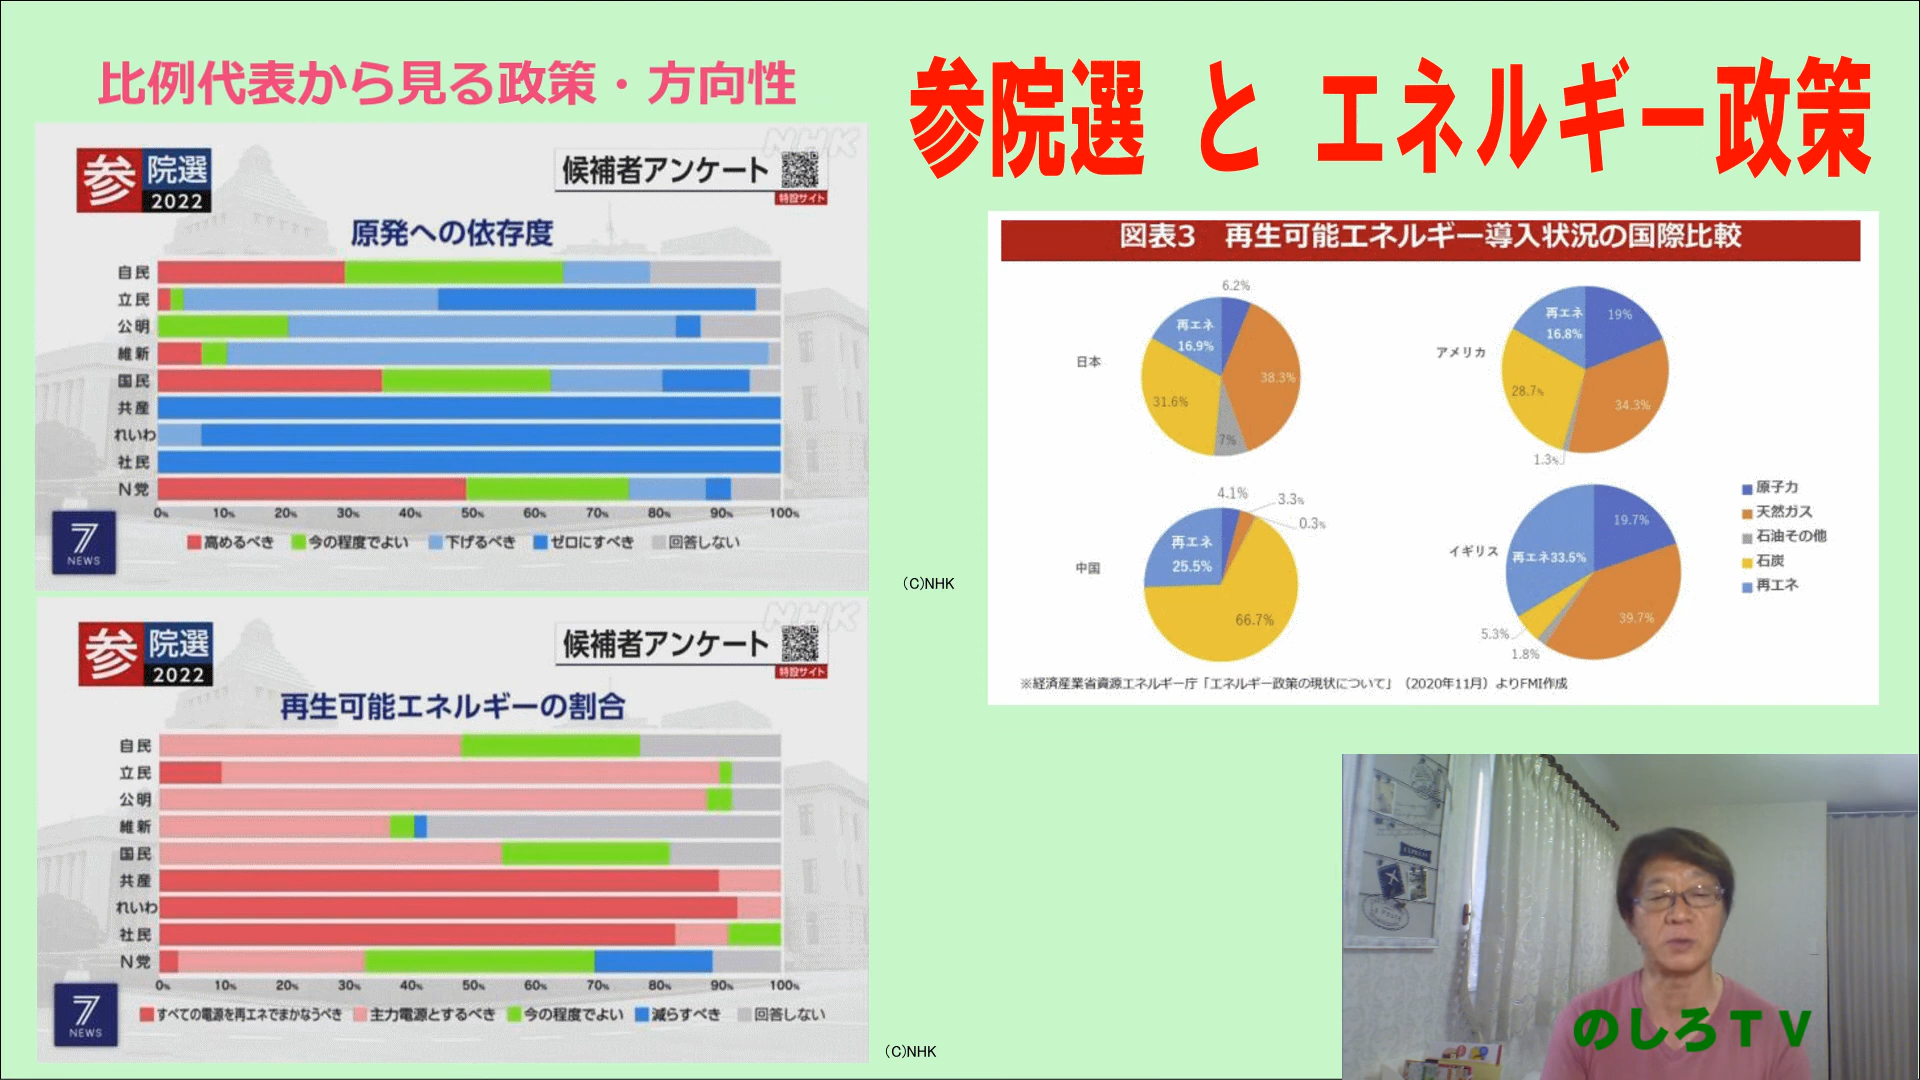 比例代表から見る政策・方向性
参院選 と エネルギー政策
NHK
参院選
2022
候補者アンケート
特設サイト
原発への依存度
自民
立民
公明
維新
国民
共産
れいわ
社民
N党
0% 10% 20% 30% 40% 50% 60% 70% 80% 90% 100%
高めるべき 今の程度でよい 下げるべき ゼロにすべき 回答しない
7
NEWS
(C)NHK
NHK
参院選
2022
候補者アンケート
特設サイト
再生可能エネルギーの割合
自民
立民
公明
維新
国民
共産
れいわ
社民
N党
0% 10% 20% 30% 40% 50% 60% 70% 80% 90% 100%
すべての電源を再エネでまかなうべき 主力電源とするべき 今の程度でよい 減らすべき 回答しない
7
NEWS
(C)NHK
図表3 再生可能エネルギー導入状況の国際比較
日本
6.2%
38.3%
7%
31.6%
再エネ
16.9%
アメリカ
19%
34.3%
1.3%
28.7%
再エネ
16.8%
中国
4.1%
3.3%
0.3%
66.7%
再エネ
25.5%
イギリス
19.7%
39.7%
1.8%
5.3%
再エネ33.5%
原子力
天然ガス
石油その他
石炭
再エネ
※経済産業省資源エネルギー庁「エネルギー政策の現状について」（2020年11月）よりFMI作成
のしろTV